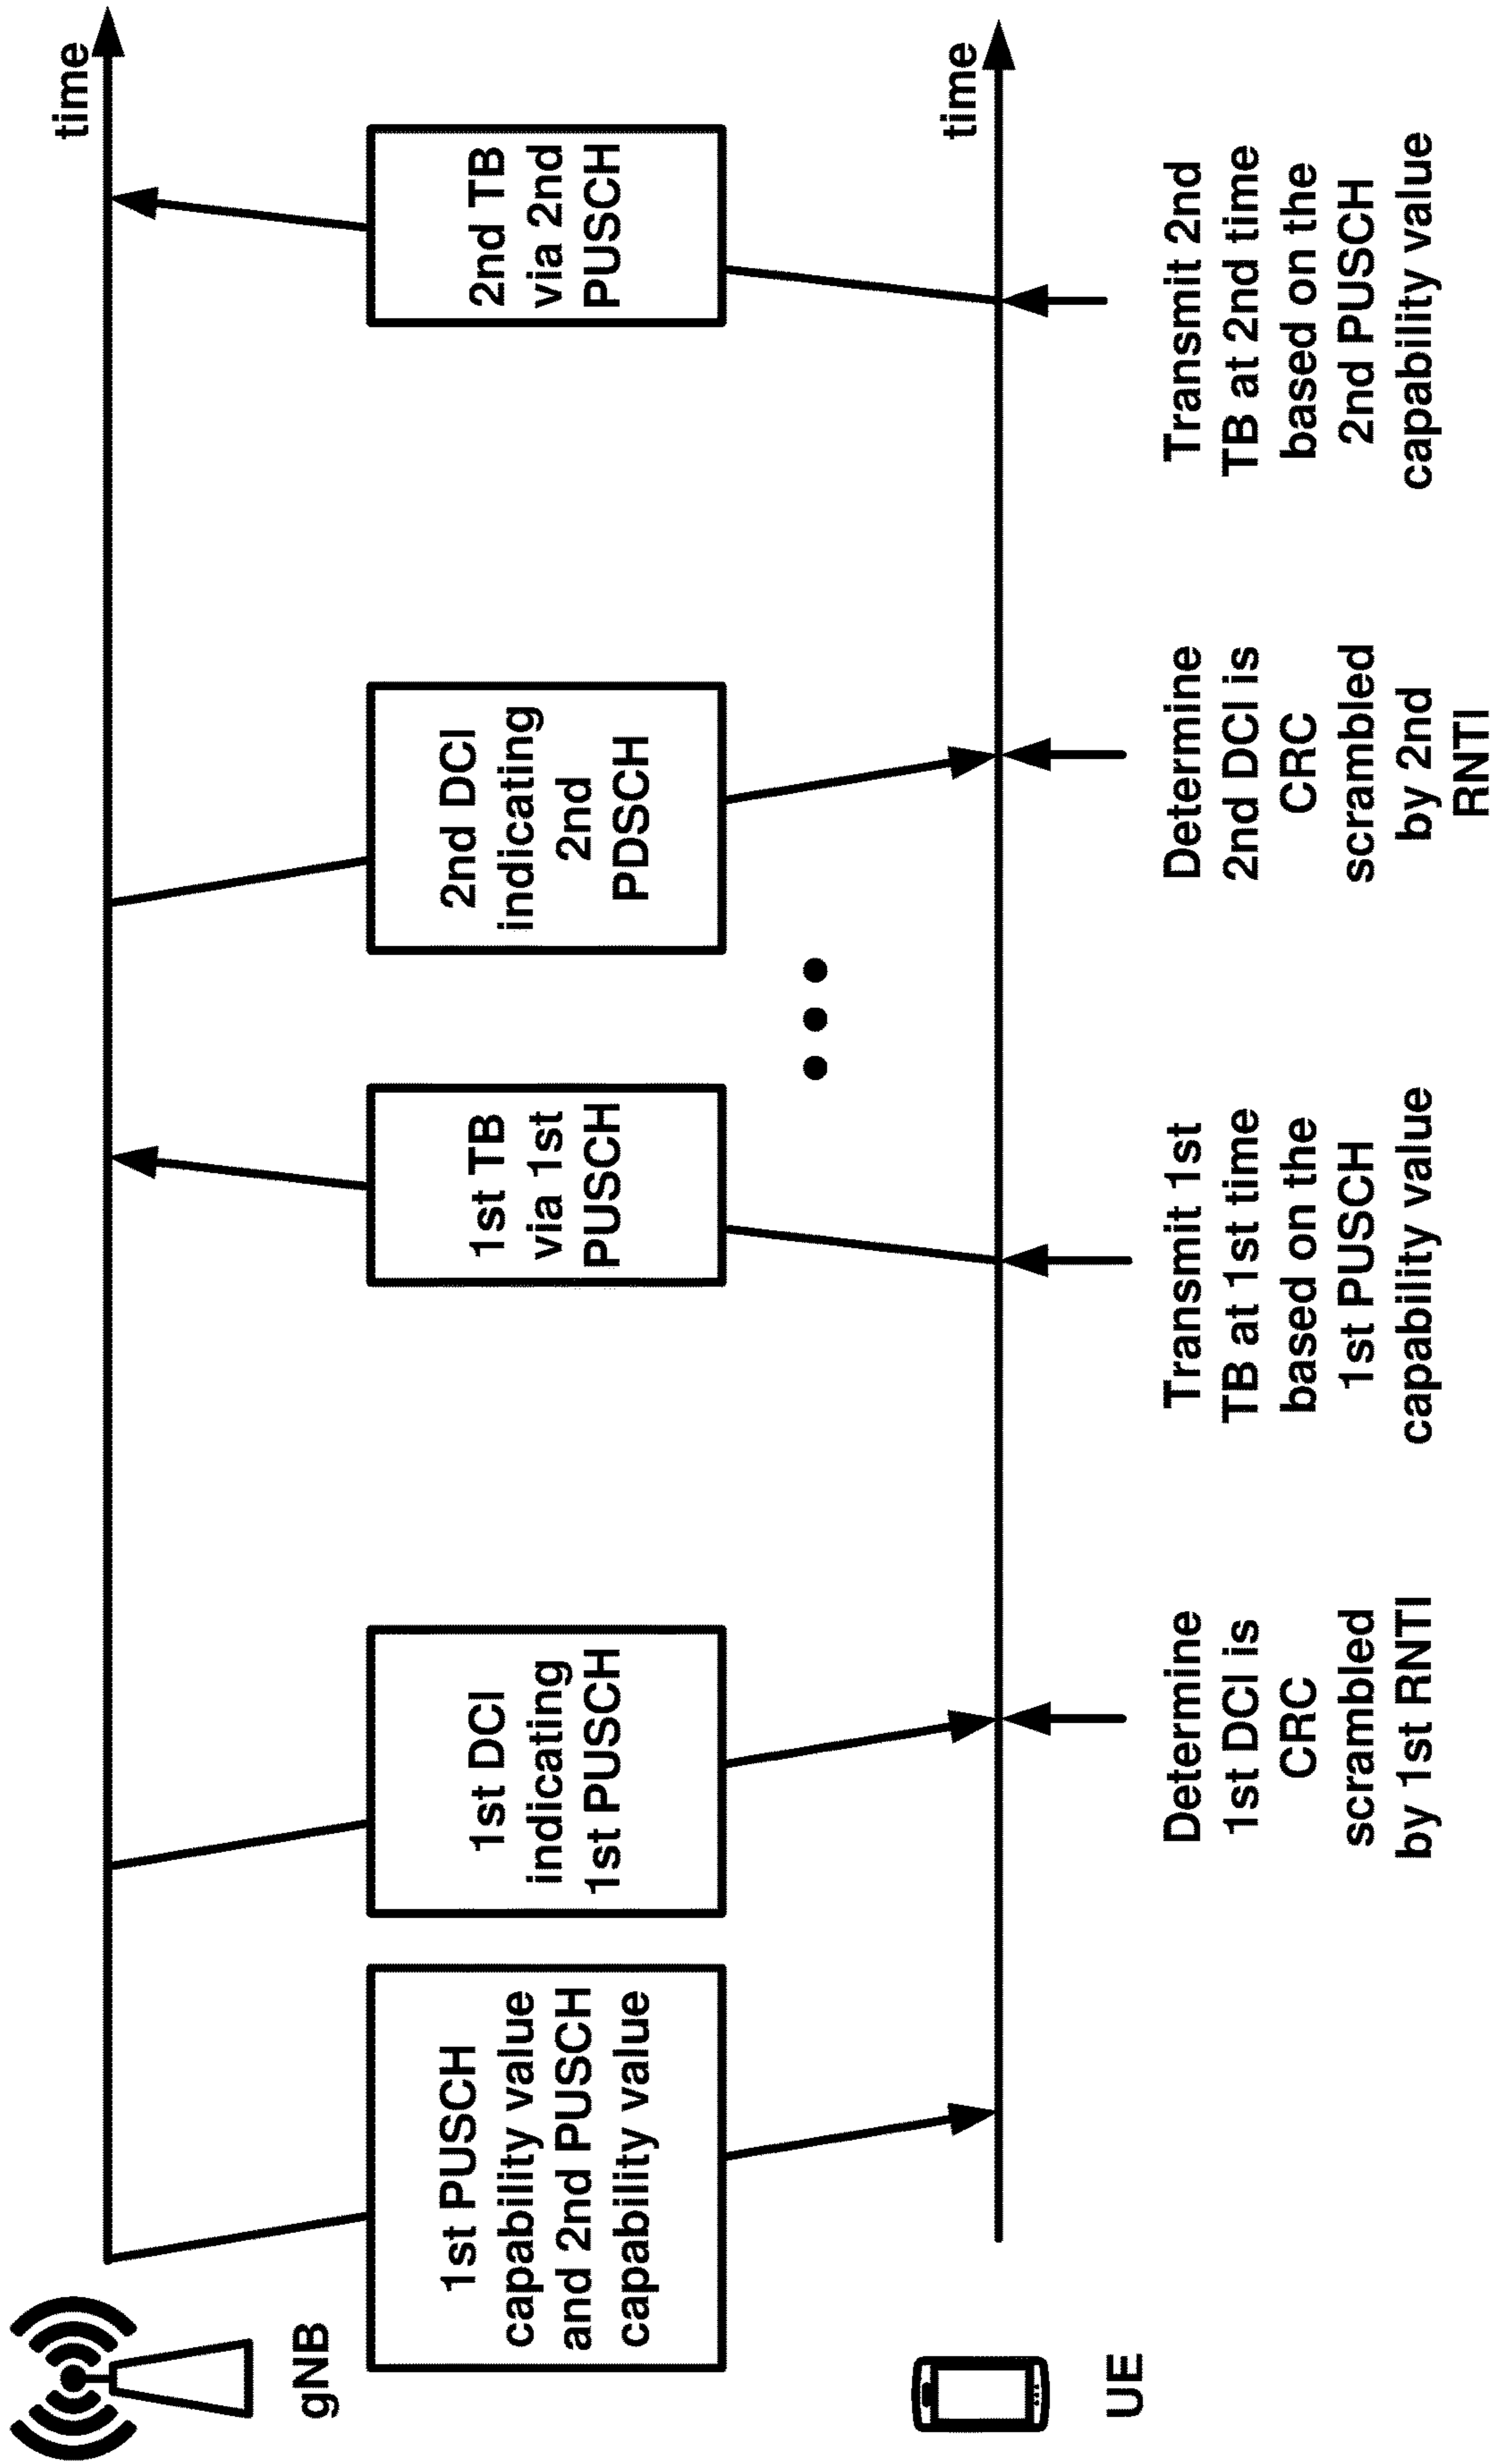 gNB
time
1st PUSCH
capability value
and 2nd PUSCH
capability value
1st DCI
indicating
1st PUSCH
1st TB
via 1st
PUSCH
2nd DCI
indicating
2nd
PDSCH
2nd TB
via 2nd
PUSCH
UE
time
Determine
1st DCI is
CRC
scrambled
by 1st RNTI
Transmit 1st
TB at 1st time
based on the
1st PUSCH
capability value
Determine
2nd DCI is
CRC
scrambled
by 2nd
RNTI
Transmit 2nd
TB at 2nd time
based on the
2nd PUSCH
capability value